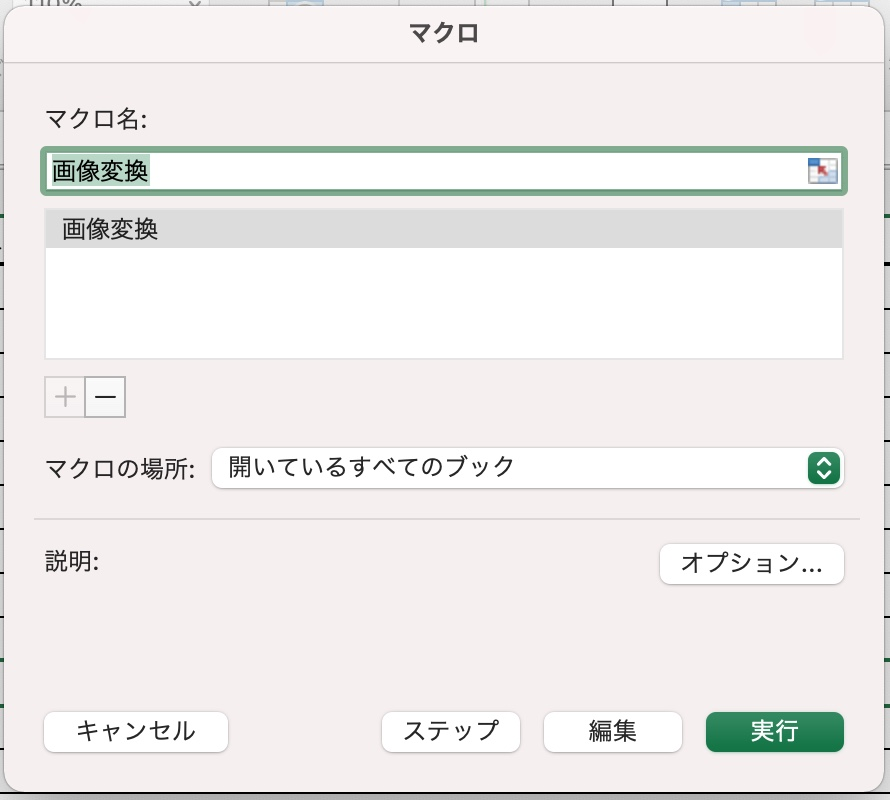 マクロ
マクロ名:
画像変換
画像変換
マクロの場所: 開いているすべてのブック
説明:
オプション...
キャンセル ステップ 編集 実行